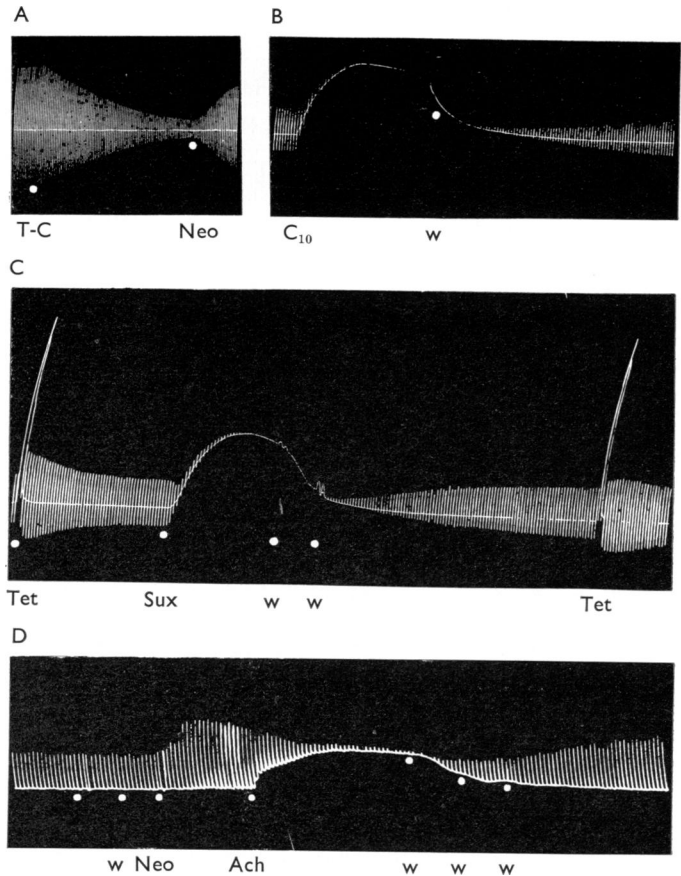 A B
T-C Neo C₁₀ w
C
Tet Sux w w Tet
D
w Neo Ach w w w